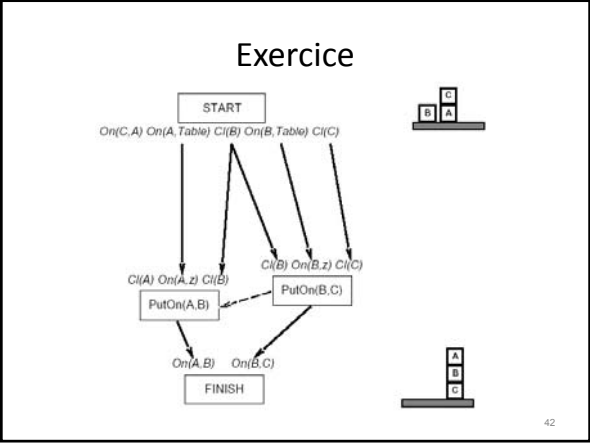 Exercice
START
On(C,A) On(A,Table) Cl(B) On(B,Table) Cl(C)
C
B A
Cl(B) On(B,z) Cl(C)
Cl(A) On(A,z) Cl(B)
PutOn(B,C)
PutOn(A,B)
On(A,B) On(B,C)
FINISH
A
B
C
42